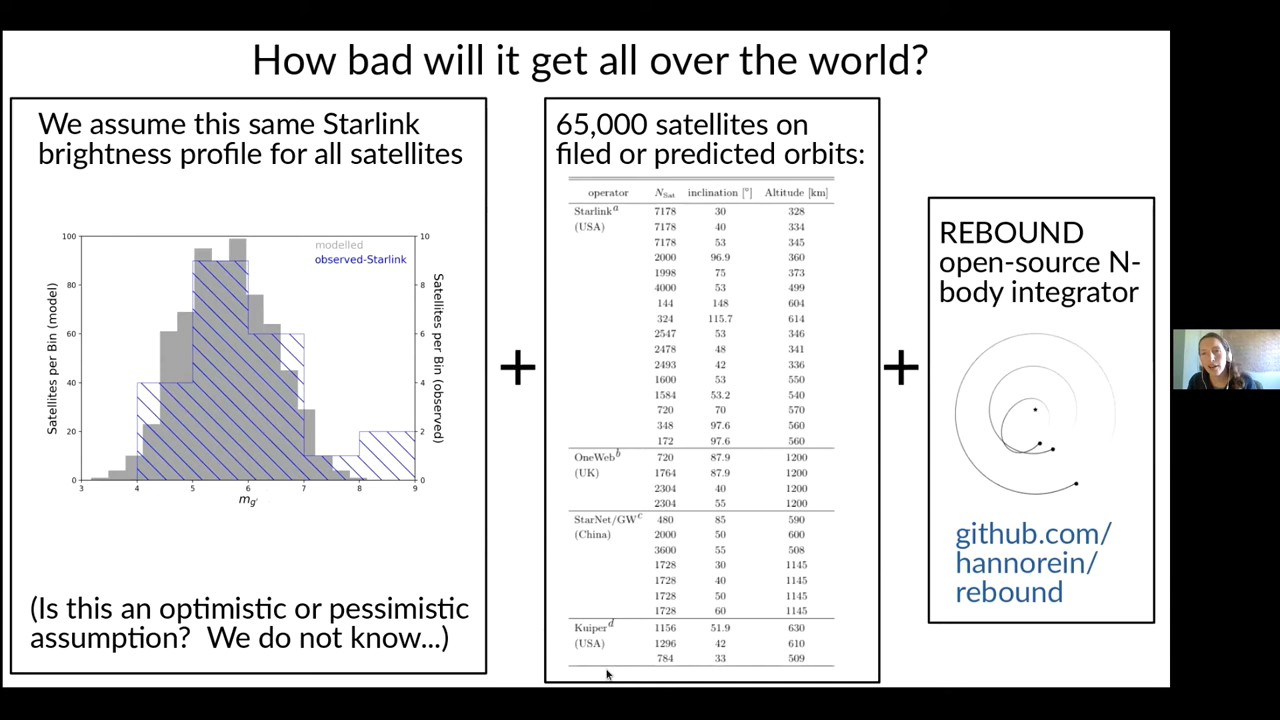 How bad will it get all over the world?
We assume this same Starlink
brightness profile for all satellites
100
80
60
40
20
0
Satellites per Bin (model)
modelled
observed-Starlink
10
8
6
4
2
0
Satellites per Bin (observed)
3 4 5 6 7 8 9
mg'
(Is this an optimistic or pessimistic
assumption? We do not know...)
+
65,000 satellites on
filed or predicted orbits:
operator NSat inclination [°] Altitude [km]
Starlink a 7178 30 328
(USA) 7178 40 334
7178 53 345
2000 96.9 360
1998 75 373
4000 53 499
144 148 604
324 115.7 614
2547 53 346
2478 48 341
2493 42 336
1600 53 550
1584 53.2 540
720 70 570
348 97.6 560
172 97.6 560
OneWeb b 720 87.9 1200
(UK) 1764 87.9 1200
2304 40 1200
2304 55 1200
StarNet/GW c 480 85 590
(China) 2000 50 600
3600 55 508
1728 30 1145
1728 40 1145
1728 50 1145
1728 60 1145
Kuiper d 1156 51.9 630
(USA) 1296 42 610
784 33 509
+
REBOUND
open-source N-
body integrator
github.com/
hannorein/
rebound